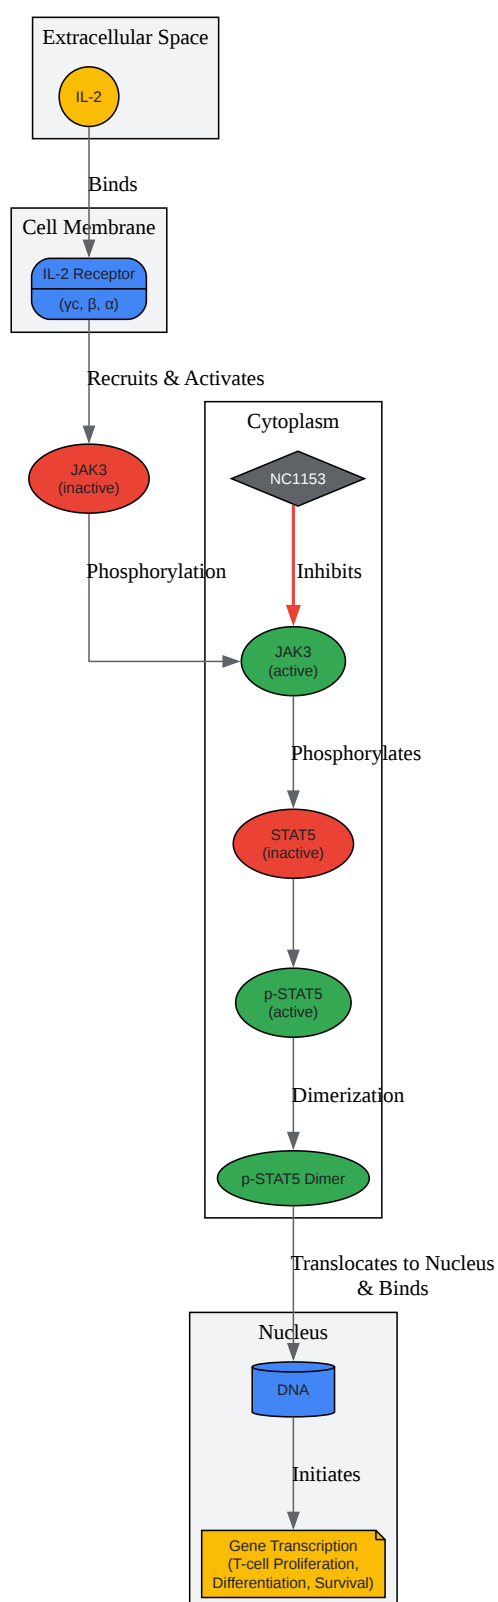 Extracellular Space
IL-2
Binds
Cell Membrane
IL-2 Receptor
(γc, β, α)
Recruits & Activates
Cytoplasm
JAK3
(inactive)
NC1153
Phosphorylation
Inhibits
JAK3
(active)
Phosphorylates
STAT5
(inactive)
p-STAT5
(active)
Dimerization
p-STAT5 Dimer
Translocates to Nucleus
& Binds
Nucleus
DNA
Initiates
Gene Transcription
(T-cell Proliferation,
Differentiation, Survival)